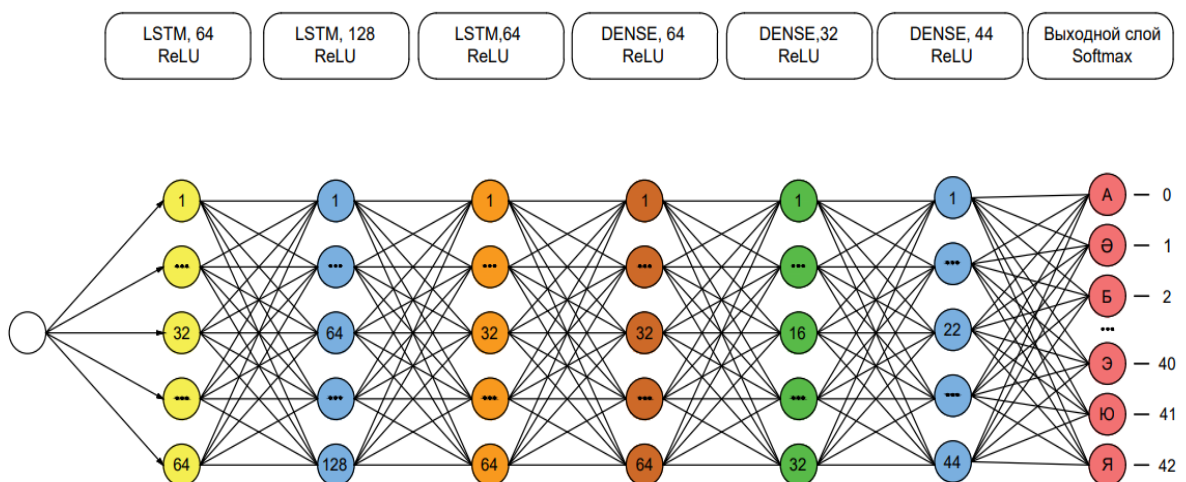 LSTM, 64
ReLU
LSTM, 128
ReLU
LSTM,64
ReLU
DENSE, 64
ReLU
DENSE,32
ReLU
DENSE, 44
ReLU
Выходной слой
Softmax
1 1 1 1 1 1 А — 0
... ... ... ... ... ... Ә — 1
Б — 2
32 64 32 32 16 22 ...
Э — 40
... ... ... ... ... ... Ю — 41
64 128 64 64 32 44 Я — 42